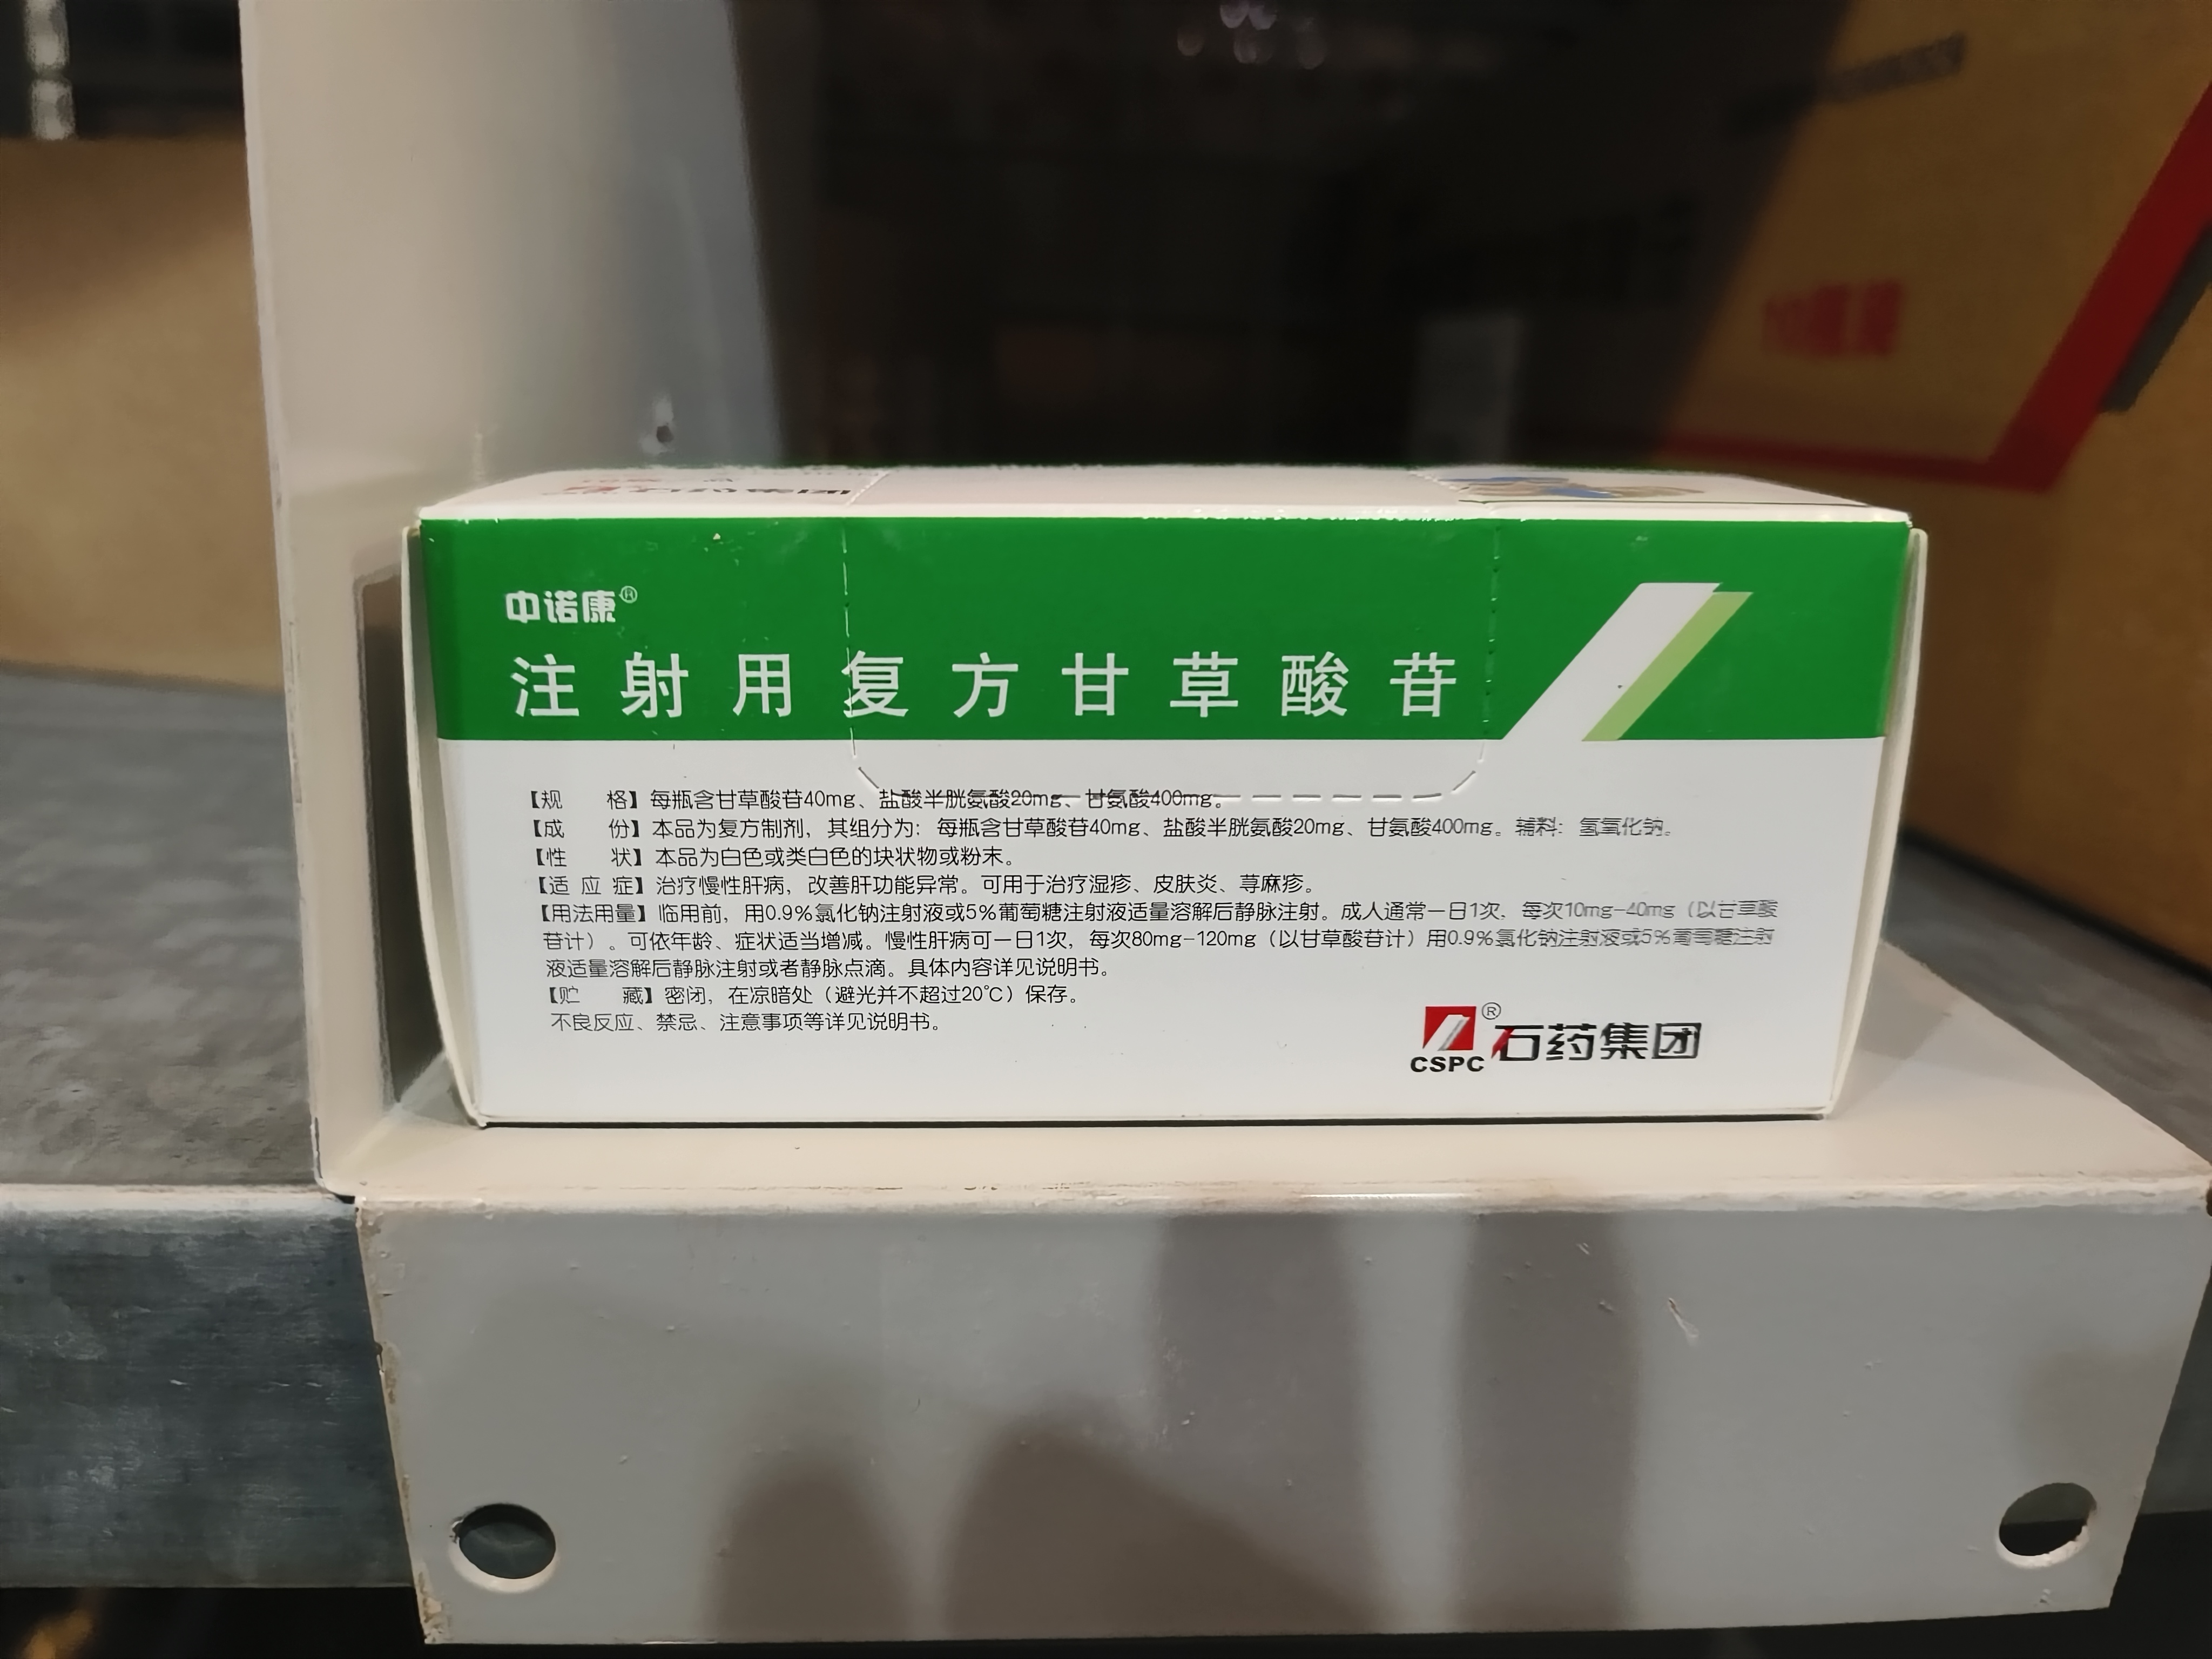 中诺康®
注射用复方甘草酸苷
【规 格】每瓶含甘草酸苷40mg、盐酸半胱氨酸20mg、甘氨酸400mg。
【成 份】本品为复方制剂，其组分为：每瓶含甘草酸苷40mg、盐酸半胱氨酸20mg、甘氨酸400mg。辅料：氢氧化钠。
【性 状】本品为白色或类白色的块状物或粉末。
【适 应 症】治疗慢性肝病，改善肝功能异常。可用于治疗湿疹、皮肤炎、荨麻疹。
【用法用量】临用前，用0.9%氯化钠注射液或5%葡萄糖注射液适量溶解后静脉注射。成人通常一日1次，每次10mg-40mg（以甘草酸
苷计）。可依年龄、症状适当增减。慢性肝病可一日1次，每次80mg-120mg（以甘草酸苷计）用0.9%氯化钠注射液或5%葡萄糖注射
液适量溶解后静脉注射或者静脉点滴。具体内容详见说明书。
【贮 藏】密闭，在凉暗处（避光并不超过20℃）保存。
不良反应、禁忌、注意事项等详见说明书。
CSPC® 石药集团